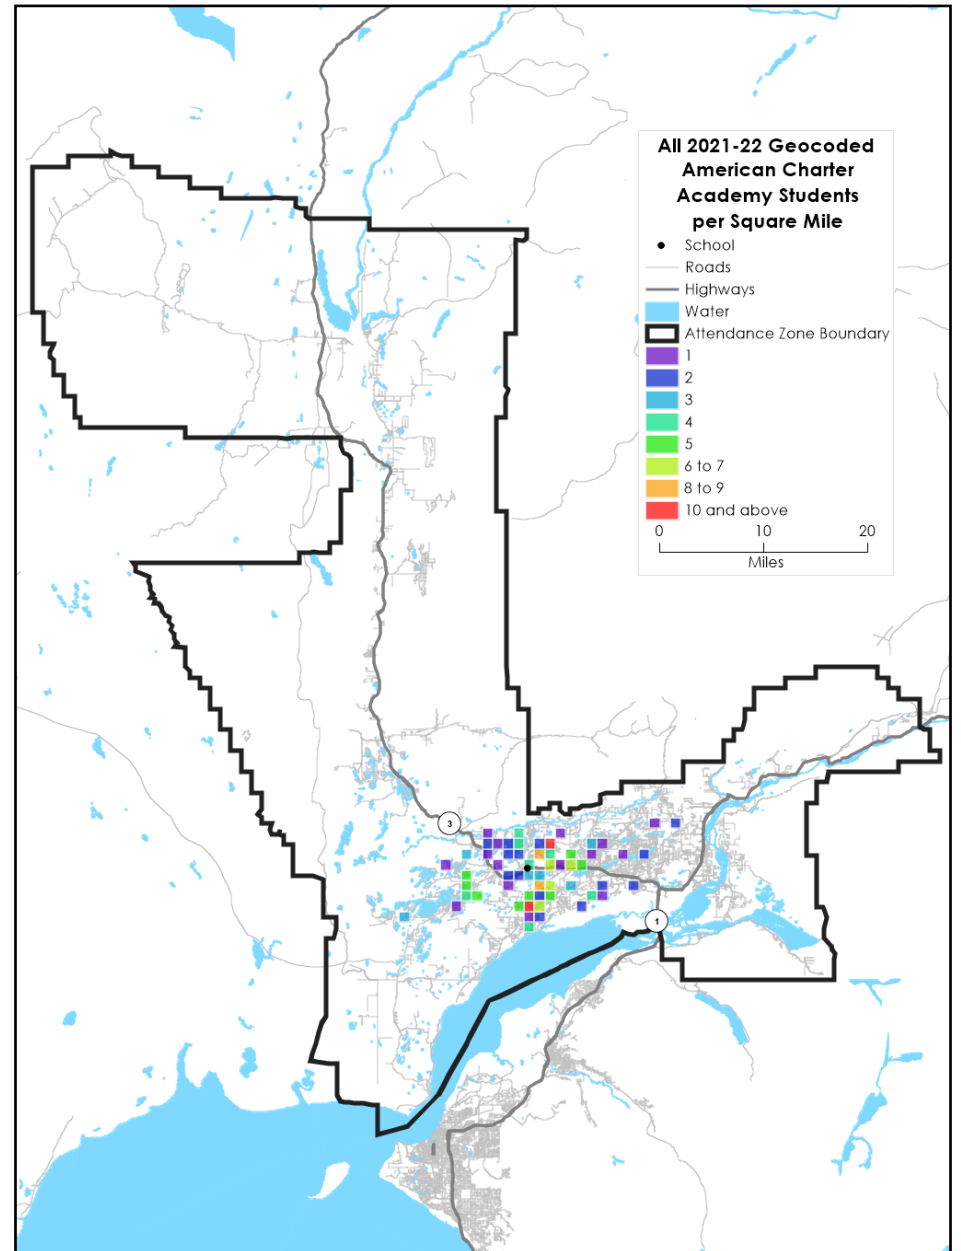 All 2021-22 Geocoded
American Charter
Academy Students
per Square Mile
School
Roads
Highways
Water
Attendance Zone Boundary
1
2
3
4
5
6 to 7
8 to 9
10 and above
0 10 20
Miles
3
1